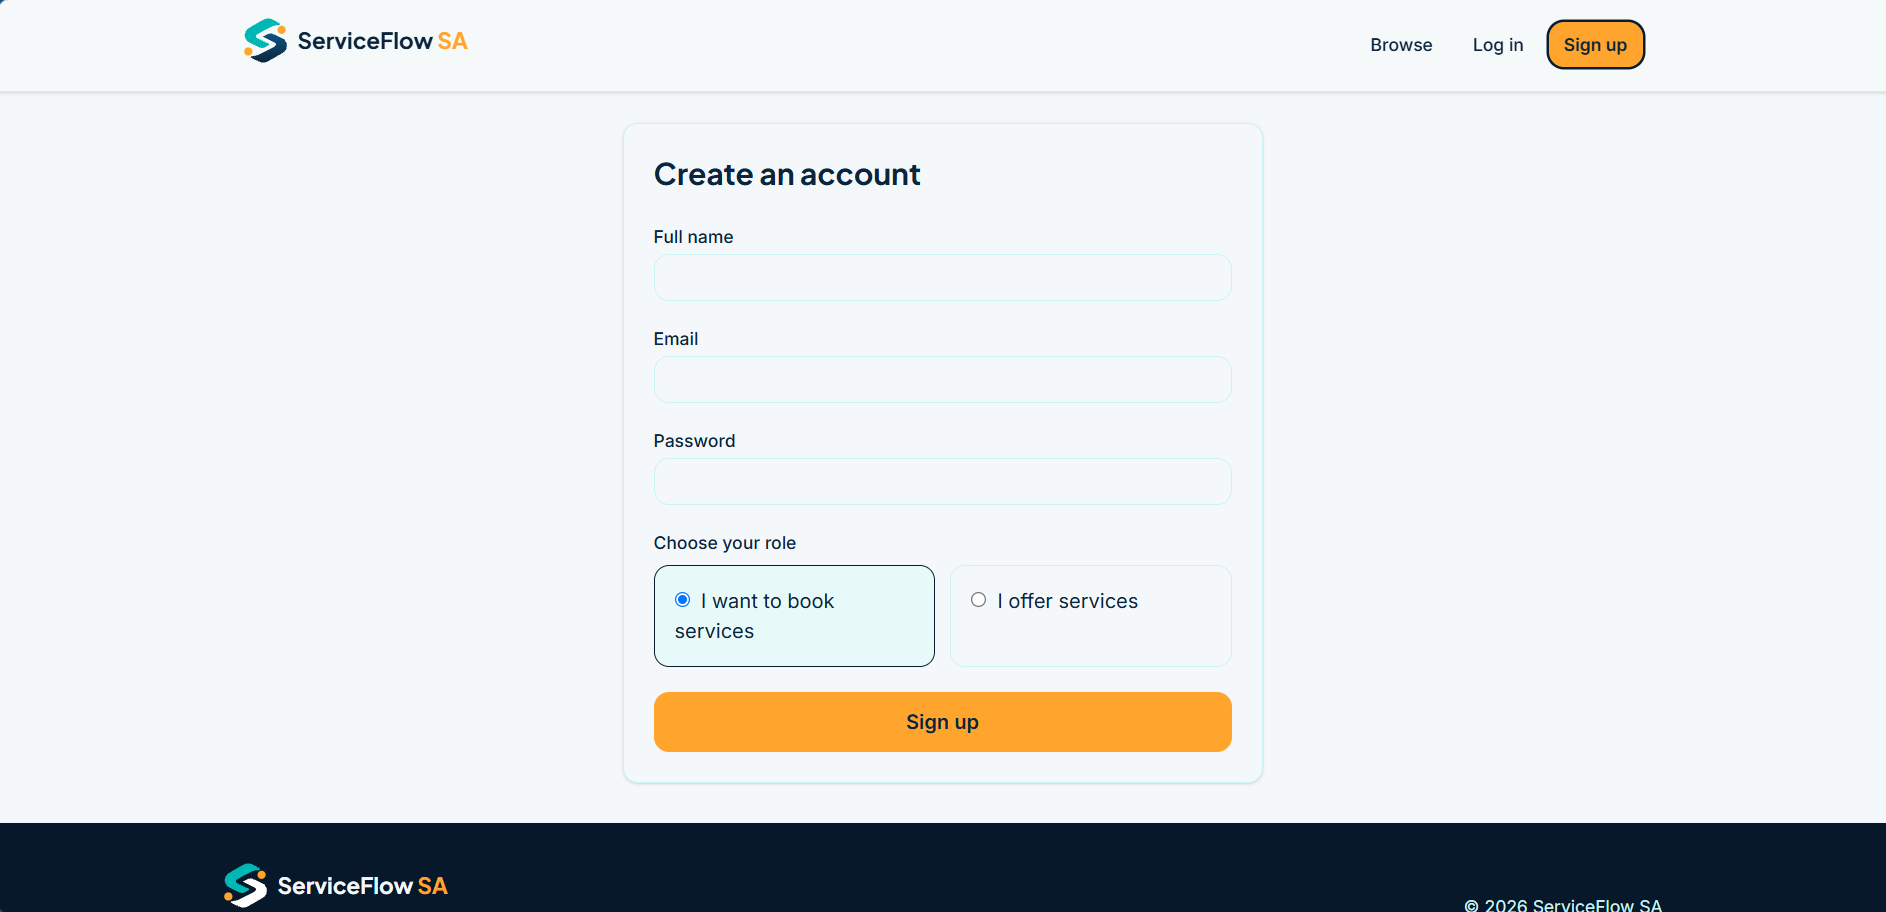 ServiceFlow SA
Browse
Log in
Sign up
Create an account
Full name
Email
Password
Choose your role
I want to book
services
I offer services
Sign up
ServiceFlow SA
© 2026 ServiceFlow SA